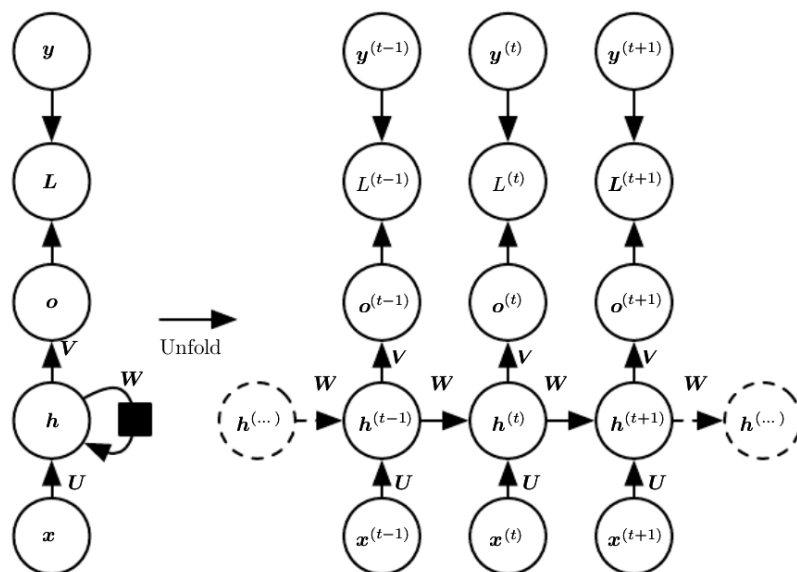 y y^(t−1) y^(t) y^(t+1)
L L^(t−1) L^(t) L^(t+1)
o o^(t−1) o^(t) o^(t+1)
Unfold
V V V V
W W W W W
h h^(...) h^(t−1) h^(t) h^(t+1) h^(...)
U U U U
x x^(t−1) x^(t) x^(t+1)